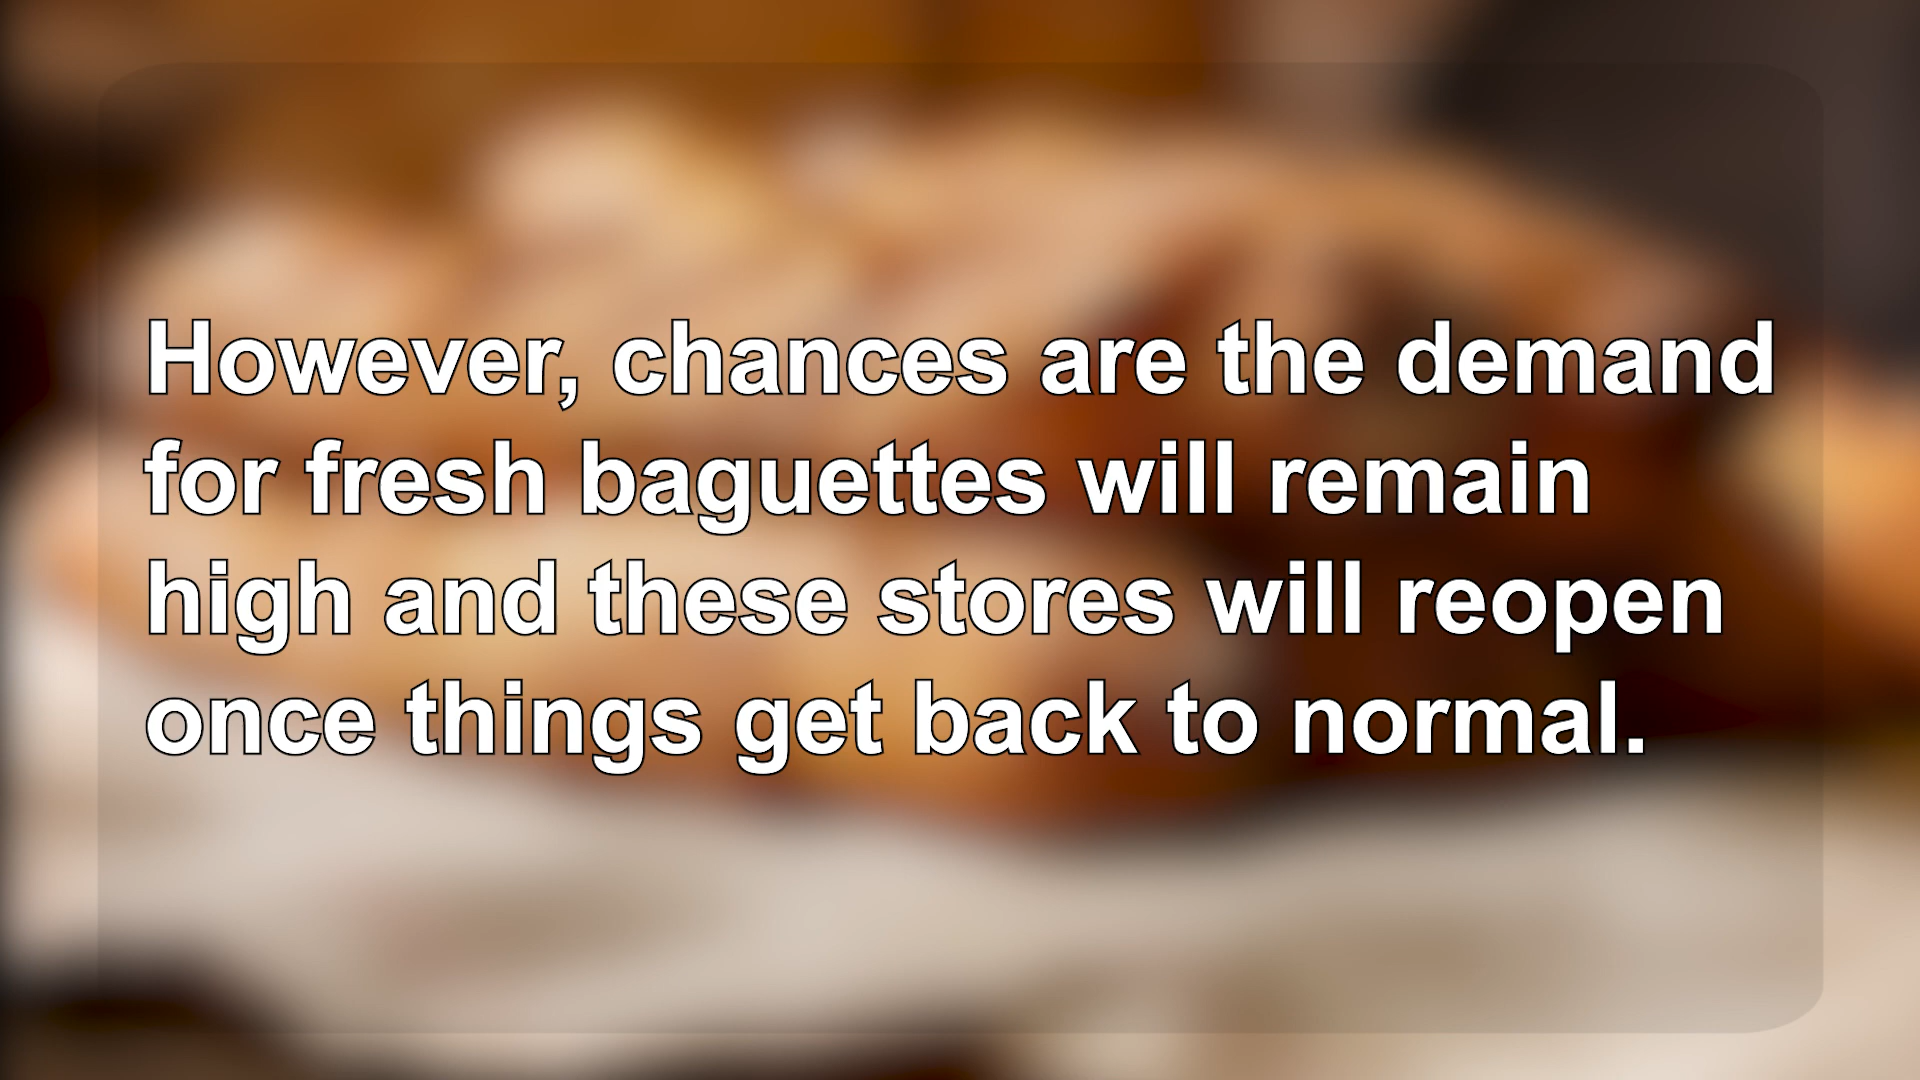 However, chances are the demand
for fresh baguettes will remain
high and these stores will reopen
once things get back to normal.